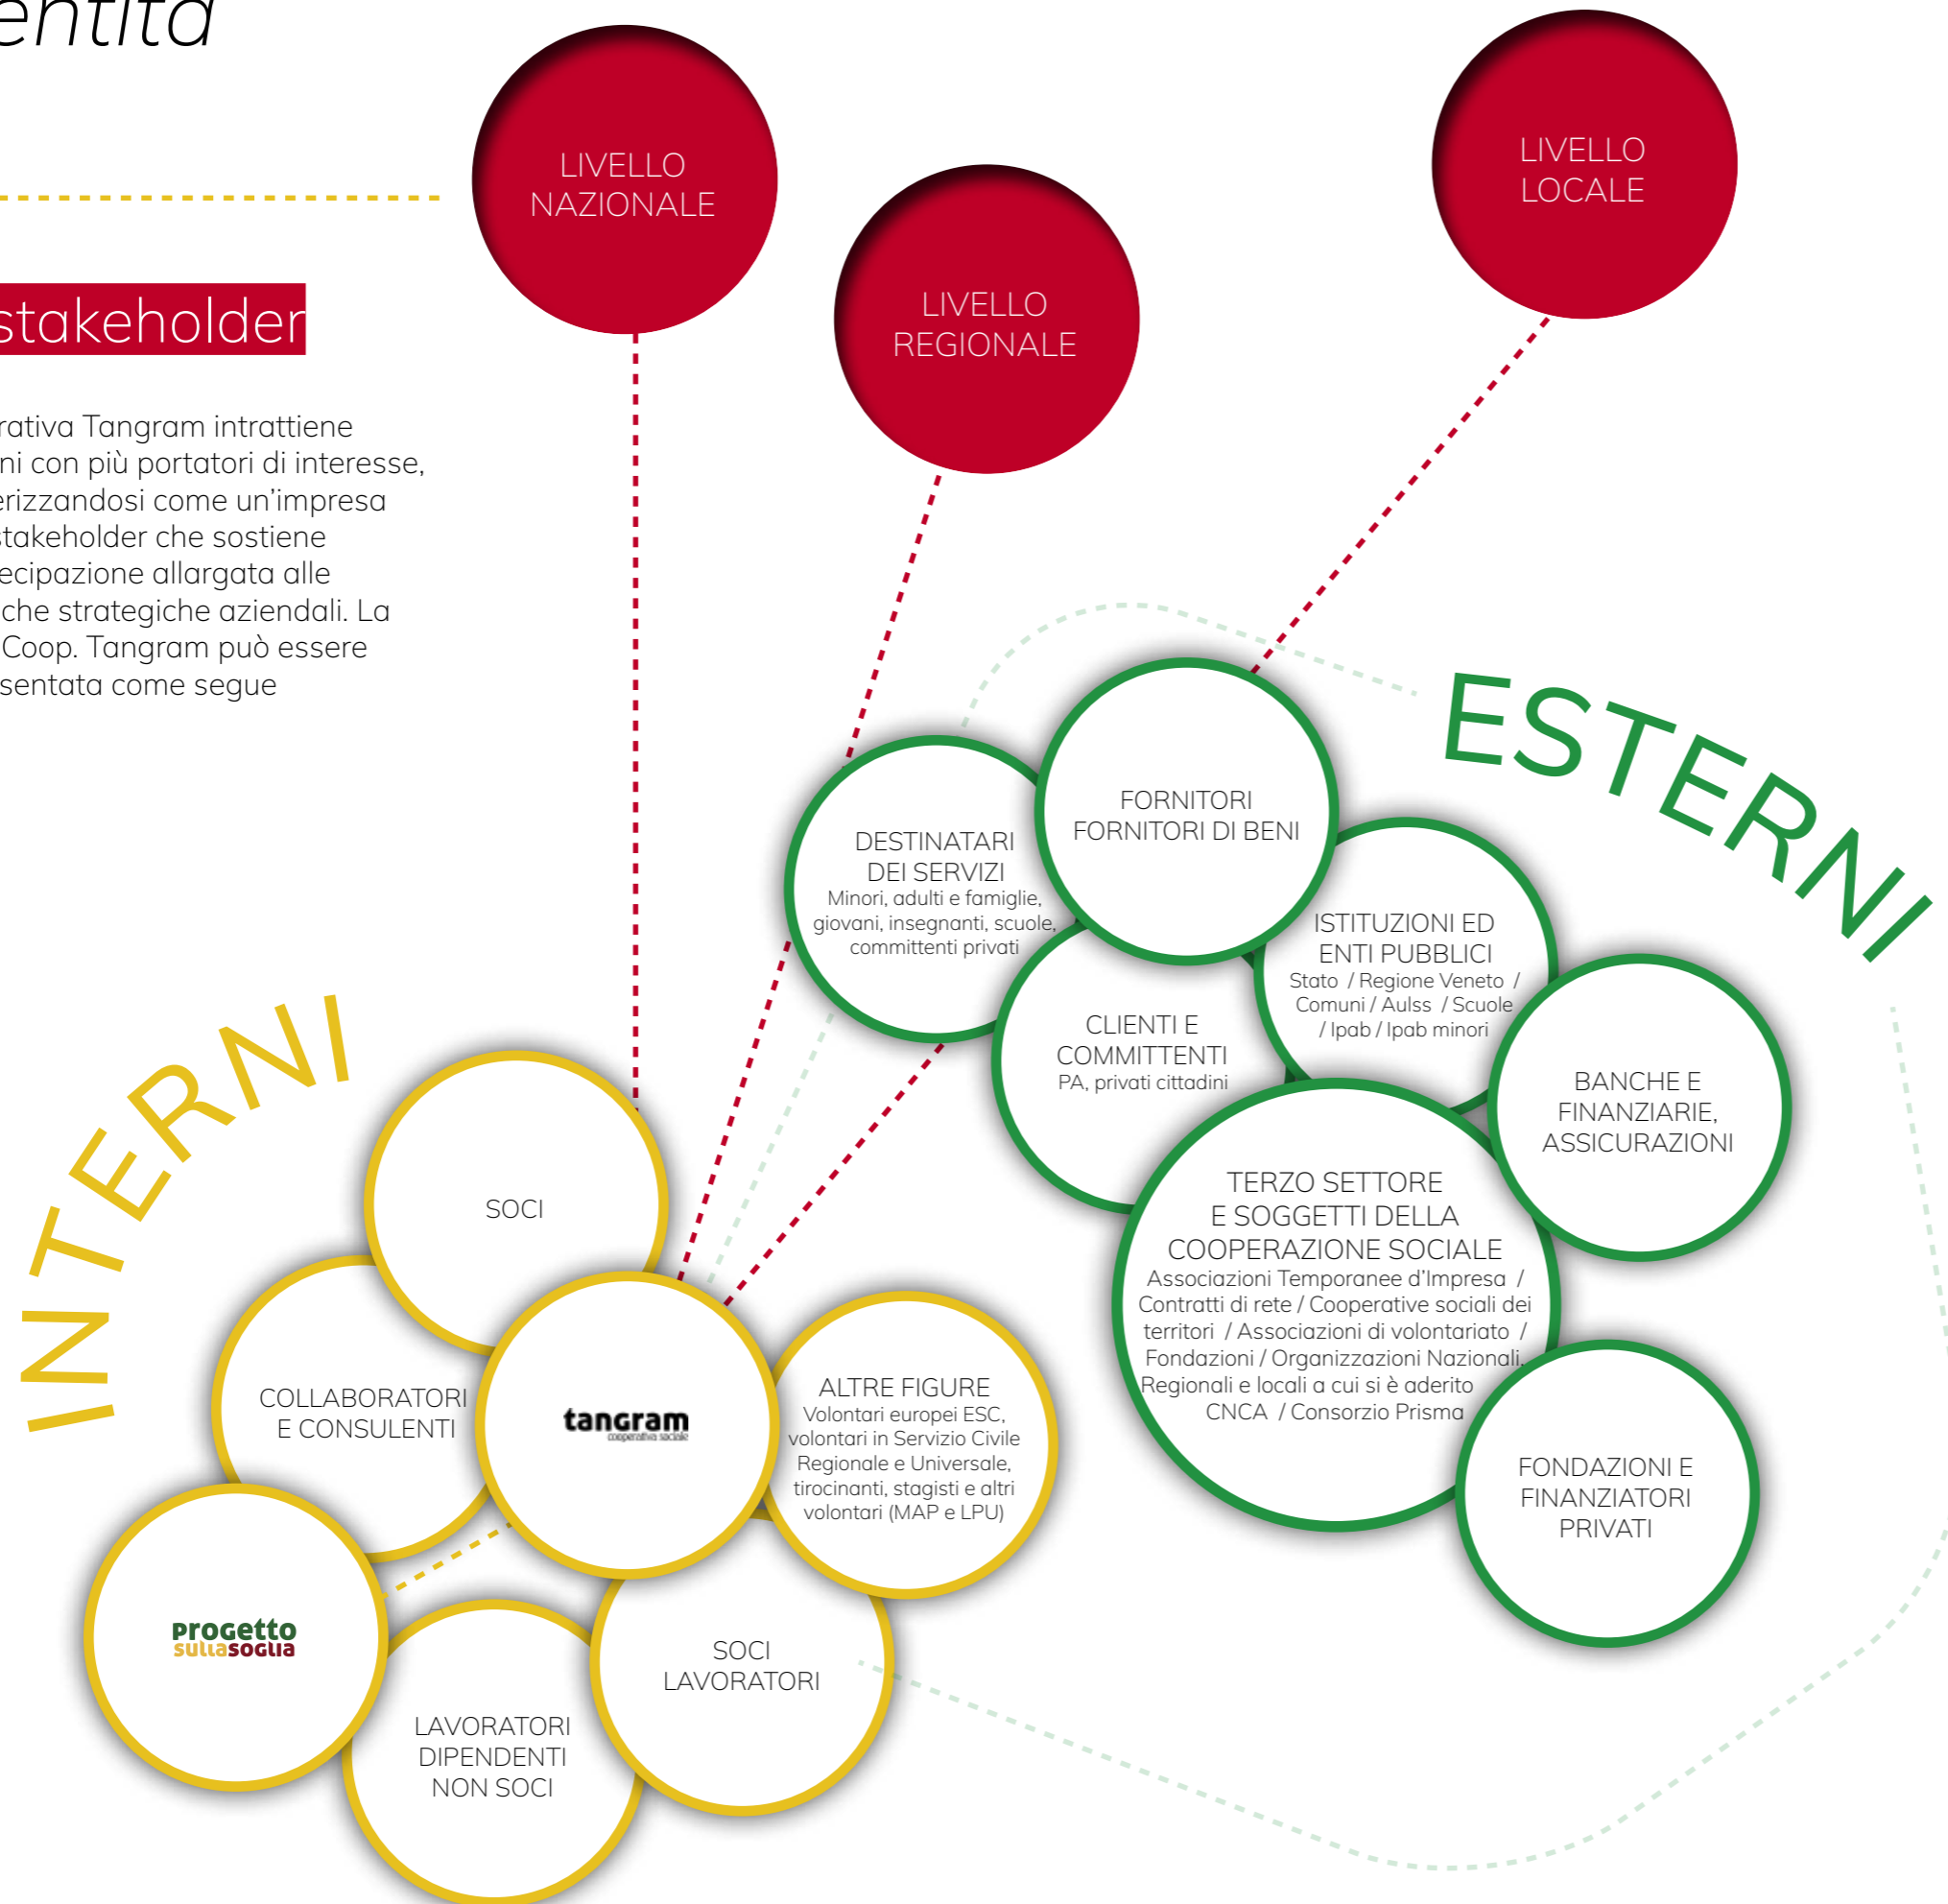 entità
stakeholder
rativa Tangram intrattiene
ni con più portatori di interesse,
erizzandosi come un’impresa
stakeholder che sostiene
ecipazione allargata alle
che strategiche aziendali. La
Coop. Tangram può essere
sentata come segue
LIVELLO
NAZIONALE
LIVELLO
REGIONALE
LIVELLO
LOCALE
ESTERNI
DESTINATARI
DEI SERVIZI
Minori, adulti e famiglie,
giovani, insegnanti, scuole,
committenti privati
FORNITORI
FORNITORI DI BENI
CLIENTI E
COMMITTENTI
PA, privati cittadini
ISTITUZIONI ED
ENTI PUBBLICI
Stato / Regione Veneto /
Comuni / Aulss / Scuole
/ Ipab / Ipab minori
BANCHE E
FINANZIARIE,
ASSICURAZIONI
TERZO SETTORE
E SOGGETTI DELLA
COOPERAZIONE SOCIALE
Associazioni Temporanee d’Impresa /
Contratti di rete / Cooperative sociali dei
territori / Associazioni di volontariato /
Fondazioni / Organizzazioni Nazionali,
Regionali e locali a cui si è aderito
CNCA / Consorzio Prisma
FONDAZIONI E
FINANZIATORI
PRIVATI
INTERNI
SOCI
COLLABORATORI
E CONSULENTI
tangram
cooperativa sociale
ALTRE FIGURE
Volontari europei ESC,
volontari in Servizio Civile
Regionale e Universale,
tirocinanti, stagisti e altri
volontari (MAP e LPU)
progetto
sullasoglia
SOCI
LAVORATORI
LAVORATORI
DIPENDENTI
NON SOCI